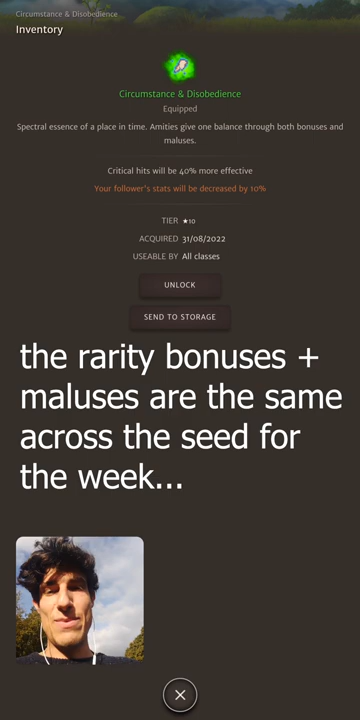 Circumstance & Disobedience
Inventory
Circumstance & Disobedience
Equipped
Spectral essence of a place in time. Amities give one balance through both bonuses and
maluses.
Critical hits will be 40% more effective
Your follower's stats will be decreased by 10%
TIER ★10
ACQUIRED 31/08/2022
USEABLE BY All classes
UNLOCK
SEND TO STORAGE
the rarity bonuses +
maluses are the same
across the seed for
the week...